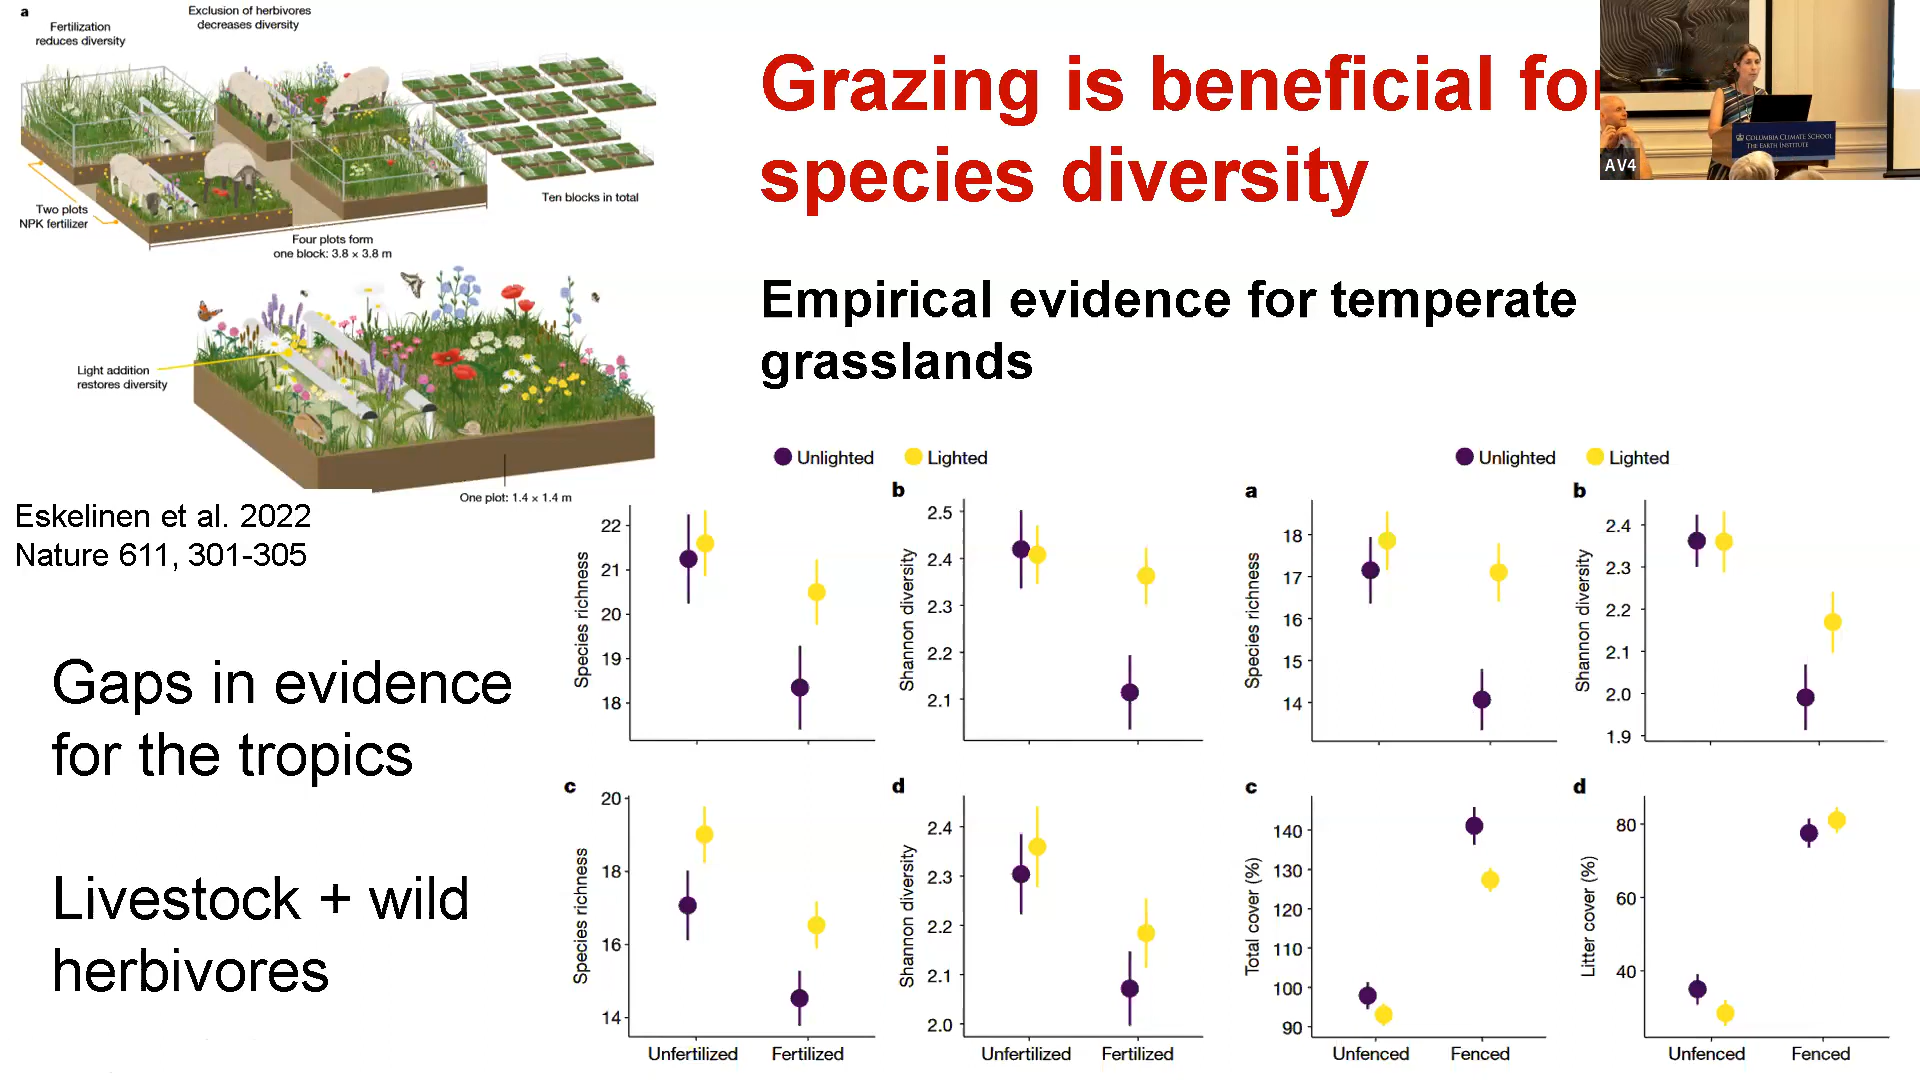 a
Fertilization
reduces diversity
Exclusion of herbivores
decreases diversity
Two plots
NPK fertilizer
Ten blocks in total
Four plots form
one block: 3.8 × 3.8 m
Light addition
restores diversity
One plot: 1.4 × 1.4 m
Eskelinen et al. 2022
Nature 611, 301-305
Grazing is beneficial for
species diversity
AV4
COLUMBIA CLIMATE SCHOOL
THE EARTH INSTITUTE
Empirical evidence for temperate
grasslands
Gaps in evidence
for the tropics
Livestock + wild
herbivores
Unlighted Lighted
Species richness
22
21
20
19
18
b
Shannon diversity
2.5
2.4
2.3
2.2
2.1
c
Species richness
20
18
16
14
Unfertilized Fertilized
d
Shannon diversity
2.4
2.3
2.2
2.1
2.0
Unfertilized Fertilized
Unlighted Lighted
a
Species richness
18
17
16
15
14
b
Shannon diversity
2.4
2.3
2.2
2.1
2.0
1.9
c
Total cover (%)
140
130
120
110
100
90
Unfenced Fenced
d
Litter cover (%)
80
60
40
Unfenced Fenced